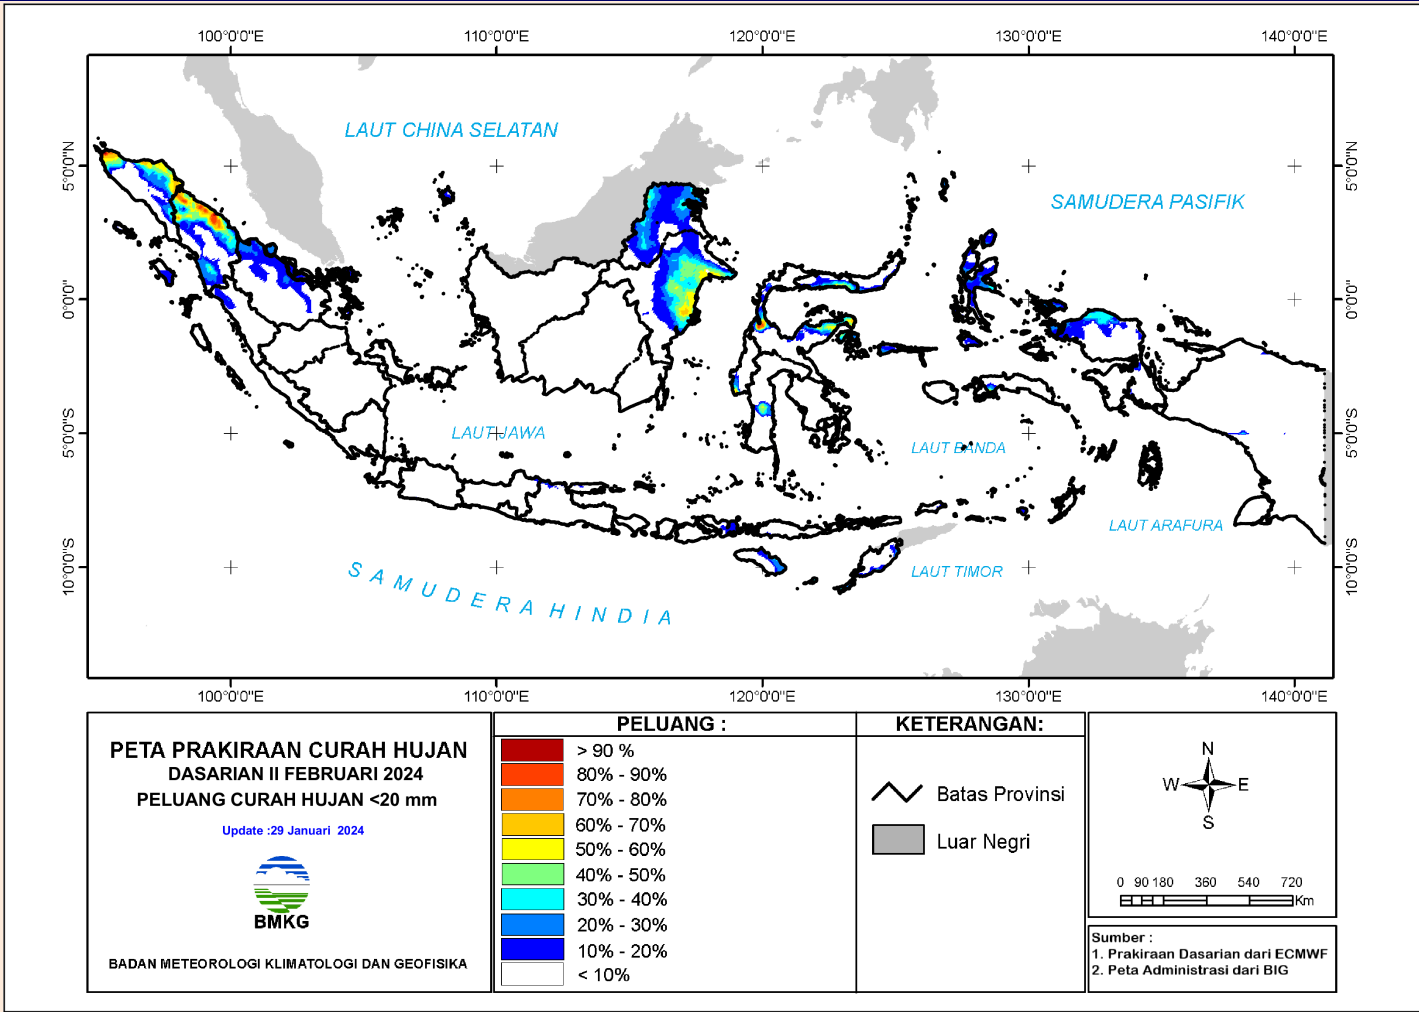 100°0'0"E 110°0'0"E 120°0'0"E 130°0'0"E 140°0'0"E
LAUT CHINA SELATAN
5°0'0"N 5°0'0"N
SAMUDERA PASIFIK
0°0'0" 0°0'0"
5°0'0"S 5°0'0"S
LAUT JAWA
LAUT BANDA
LAUT ARAFURA
10°0'0"S 10°0'0"S
LAUT TIMOR
SAMUDERA HINDIA
100°0'0"E 110°0'0"E 120°0'0"E 130°0'0"E 140°0'0"E
PETA PRAKIRAAN CURAH HUJAN
DASARIAN II FEBRUARI 2024
PELUANG CURAH HUJAN <20 mm
Update :29 Januari 2024
BMKG
BADAN METEOROLOGI KLIMATOLOGI DAN GEOFISIKA
PELUANG :
> 90 %
80% - 90%
70% - 80%
60% - 70%
50% - 60%
40% - 50%
30% - 40%
20% - 30%
10% - 20%
< 10%
KETERANGAN:
Batas Provinsi
Luar Negri
N
W E
S
0 90 180 360 540 720
Km
Sumber :
1. Prakiraan Dasarian dari ECMWF
2. Peta Administrasi dari BIG